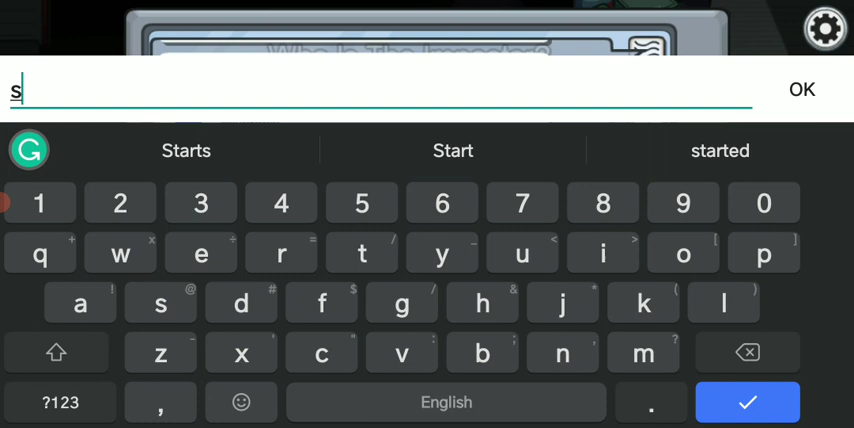 Who Is The Impostor?
s
OK
Starts Start started
1 2 3 4 5 6 7 8 9 0
q + w x e ÷ r = t / y _ u < i > o [ p ]
a ! s @ d # f $ g / h & j * k ( l )
z - x ' c " v : b ; n , m ?
?123 , English .